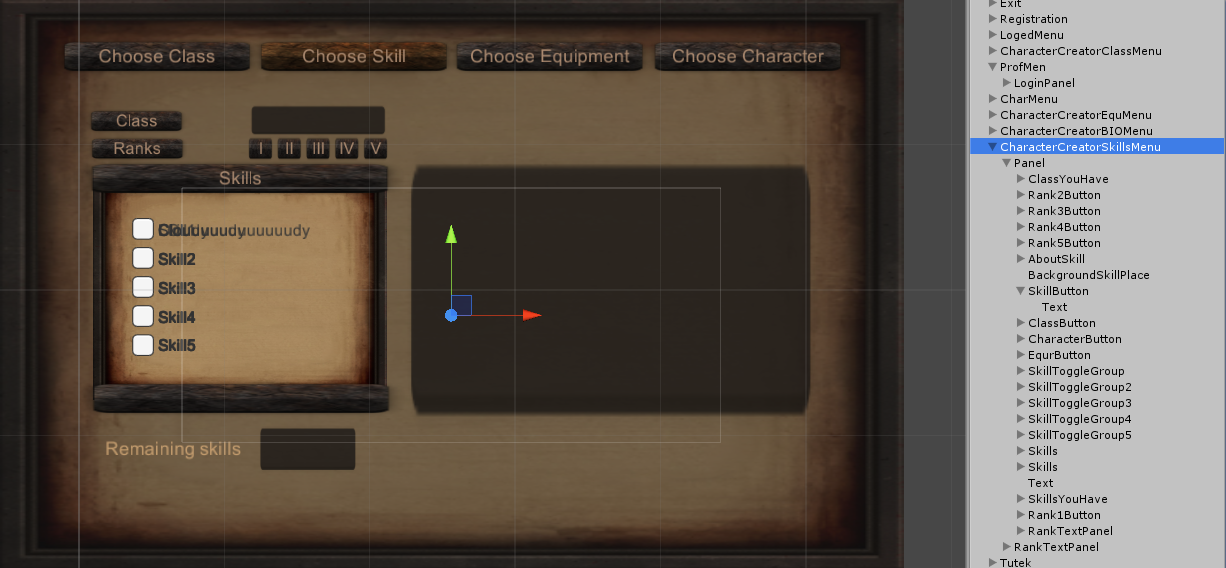 Choose Class
Choose Skill
Choose Equipment
Choose Character
Class
Ranks
I
II
III
IV
V
Skills
Skill2
Skill3
Skill4
Skill5
Remaining skills
Exit
Registration
LogedMenu
CharacterCreatorClassMenu
ProfMen
LoginPanel
CharMenu
CharacterCreatorEquMenu
CharacterCreatorBIOMenu
CharacterCreatorSkillsMenu
Panel
ClassYouHave
Rank2Button
Rank3Button
Rank4Button
Rank5Button
AboutSkill
BackgroundSkillPlace
SkillButton
Text
ClassButton
CharacterButton
EqurButton
SkillToggleGroup
SkillToggleGroup2
SkillToggleGroup3
SkillToggleGroup4
SkillToggleGroup5
Skills
Skills
Text
SkillsYouHave
Rank1Button
RankTextPanel
RankTextPanel
Tutek